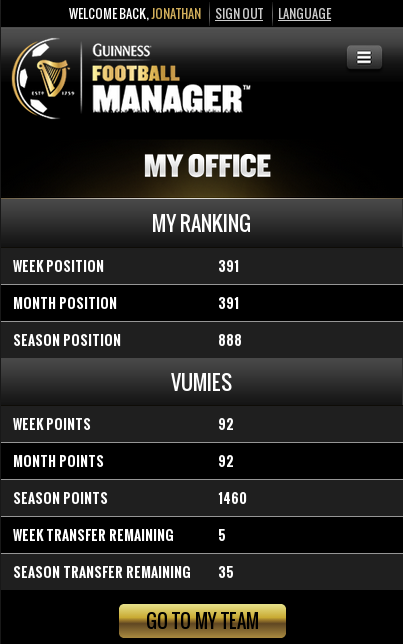 WELCOME BACK, JONATHAN SIGN OUT LANGUAGE
GUINNESS
FOOTBALL
MANAGER™
ESTD 1759
MY OFFICE
MY RANKING
WEEK POSITION 391
MONTH POSITION 391
SEASON POSITION 888
VUMIES
WEEK POINTS 92
MONTH POINTS 92
SEASON POINTS 1460
WEEK TRANSFER REMAINING 5
SEASON TRANSFER REMAINING 35
GO TO MY TEAM